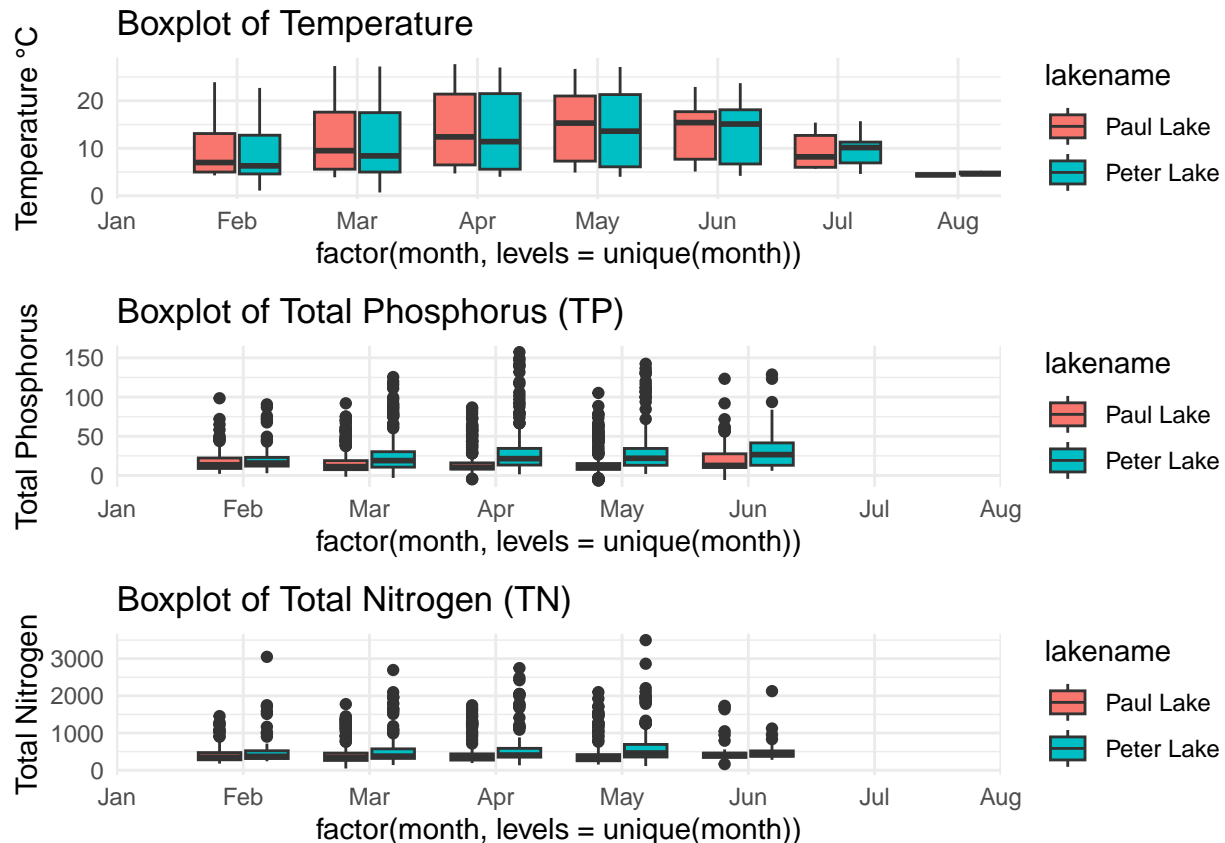 Boxplot of Temperature
Temperature °C
20
10
0
Jan Feb Mar Apr May Jun Jul Aug
factor(month, levels = unique(month))
lakename
Paul Lake
Peter Lake
Boxplot of Total Phosphorus (TP)
Total Phosphorus
150
100
50
0
Jan Feb Mar Apr May Jun Jul Aug
factor(month, levels = unique(month))
lakename
Paul Lake
Peter Lake
Boxplot of Total Nitrogen (TN)
Total Nitrogen
3000
2000
1000
0
Jan Feb Mar Apr May Jun Jul Aug
factor(month, levels = unique(month))
lakename
Paul Lake
Peter Lake